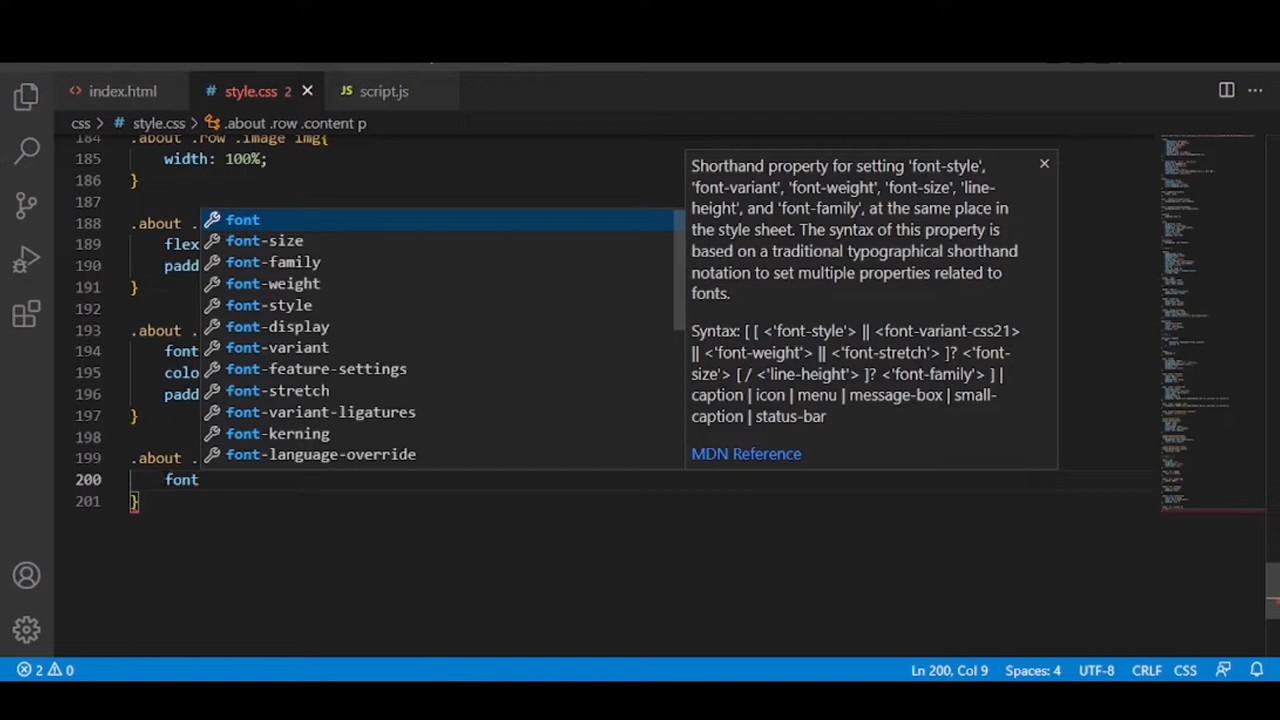 index.html
style.css 2
script.js
css > style.css > .about .row .content p
184 .about .row .image img{
185 width: 100%;
186 }
187
188 .about .
189 flex
190 padd
191 }
192
193 .about .
194 font
195 colo
196 padd
197 }
198
199 .about .
200 font
201 }
font
font-size
font-family
font-weight
font-style
font-display
font-variant
font-feature-settings
font-stretch
font-variant-ligatures
font-kerning
font-language-override
Shorthand property for setting 'font-style',
'font-variant', 'font-weight', 'font-size', 'line-
height', and 'font-family', at the same place in
the style sheet. The syntax of this property is
based on a traditional typographical shorthand
notation to set multiple properties related to
fonts.
Syntax: [ [ <'font-style'> || <font-variant-css21>
|| <'font-weight'> || <'font-stretch'> ]? <'font-
size'> [ / <'line-height'> ]? <'font-family'> ] |
caption | icon | menu | message-box | small-
caption | status-bar
MDN Reference
2 0
Ln 200, Col 9 Spaces: 4 UTF-8 CRLF CSS